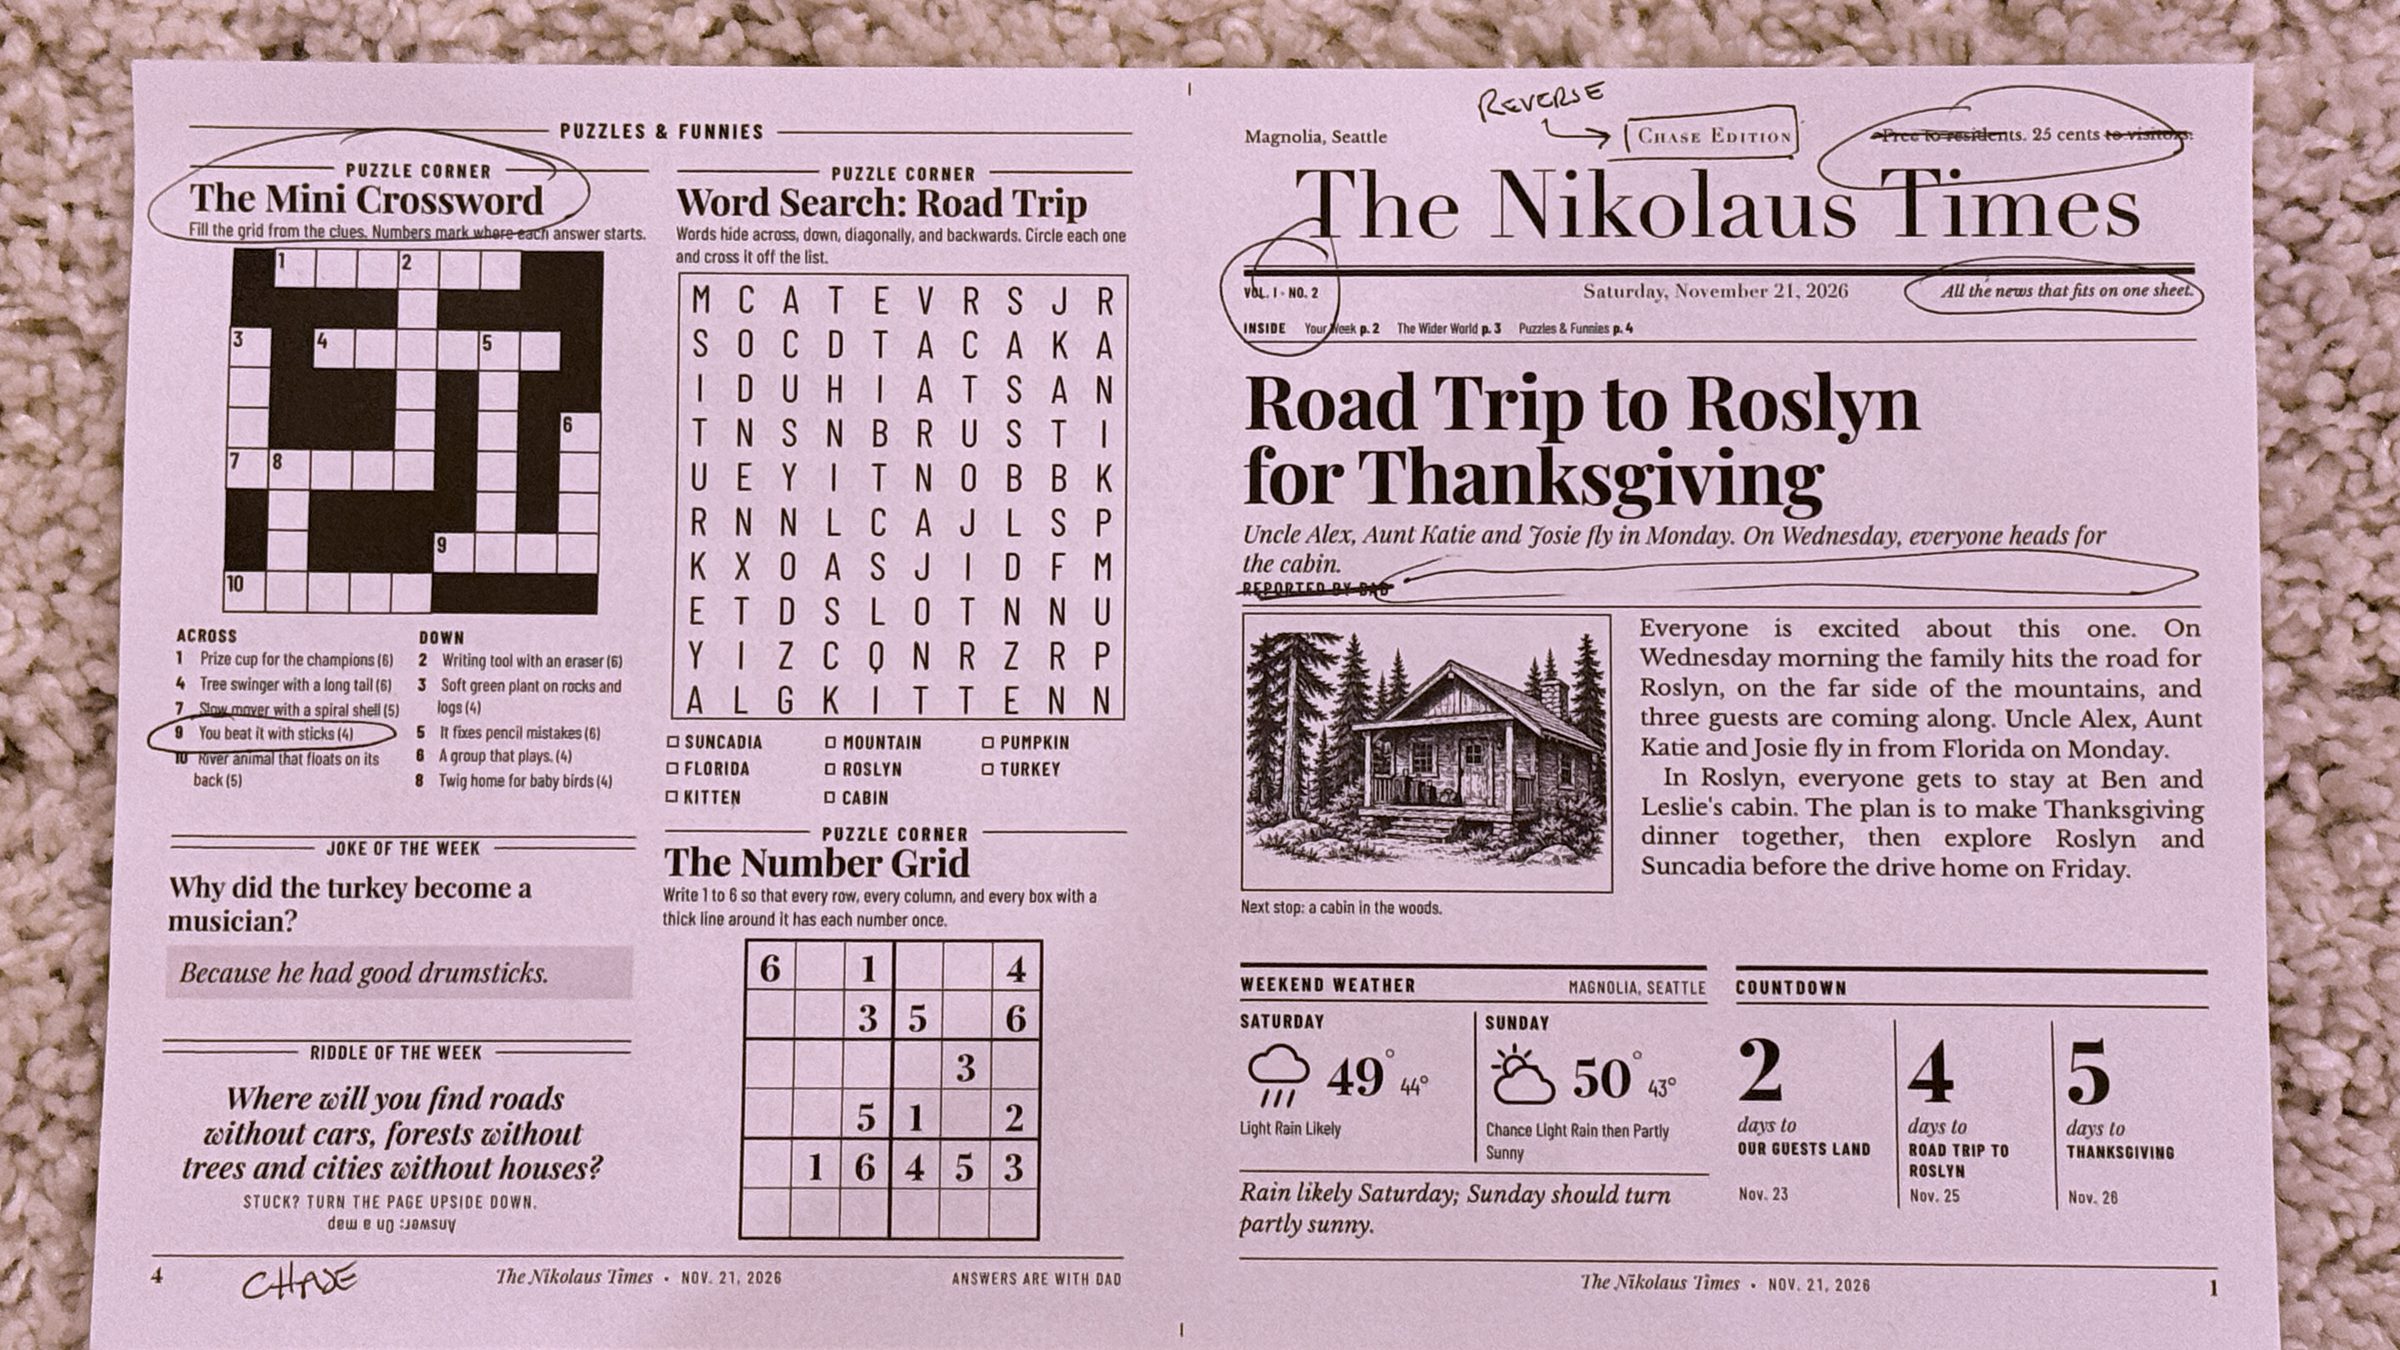 PUZZLES & FUNNIES
PUZZLE CORNER
The Mini Crossword
Fill the grid from the clues. Numbers mark where each answer starts.
1 2
3 4 5
6
7 8
9
10
ACROSS
1 Prize cup for the champions (6)
4 Tree swinger with a long tail (6)
7 Slow mover with a spiral shell (5)
9 You beat it with sticks (4)
10 River animal that floats on its
back (5)
DOWN
2 Writing tool with an eraser (6)
3 Soft green plant on rocks and
logs (4)
5 It fixes pencil mistakes (6)
6 A group that plays. (4)
8 Twig home for baby birds (4)
JOKE OF THE WEEK
Why did the turkey become a
musician?
Because he had good drumsticks.
RIDDLE OF THE WEEK
Where will you find roads
without cars, forests without
trees and cities without houses?
STUCK? TURN THE PAGE UPSIDE DOWN.
Answer: On a map
PUZZLE CORNER
Word Search: Road Trip
Words hide across, down, diagonally, and backwards. Circle each one
and cross it off the list.
M C A T E V R S J R
S O C D T A C A K A
I D U H I A T S A N
T N S N B R U S T I
U E Y I T N O B B K
R N N L C A J L S P
K X O A S J I D F M
E T D S L O T N N U
Y I Z C Q N R Z R P
A L G K I T T E N N
SUNCADIA MOUNTAIN PUMPKIN
FLORIDA ROSLYN TURKEY
KITTEN CABIN
PUZZLE CORNER
The Number Grid
Write 1 to 6 so that every row, every column, and every box with a
thick line around it has each number once.
6 1 4
3 5 6
3
5 1 2
1 6 4 5 3
4 CHASE The Nikolaus Times • NOV. 21, 2026 ANSWERS ARE WITH DAD
REVERSE
Magnolia, Seattle CHASE EDITION Free to residents. 25 cents to visitors.
The Nikolaus Times
VOL. I · NO. 2 Saturday, November 21, 2026 All the news that fits on one sheet.
INSIDE Your Week p. 2 The Wider World p. 3 Puzzles & Funnies p. 4
Road Trip to Roslyn
for Thanksgiving
Uncle Alex, Aunt Katie and Josie fly in Monday. On Wednesday, everyone heads for
the cabin.
REPORTED BY DAD
Everyone is excited about this one. On
Wednesday morning the family hits the road for
Roslyn, on the far side of the mountains, and
three guests are coming along. Uncle Alex, Aunt
Katie and Josie fly in from Florida on Monday.
In Roslyn, everyone gets to stay at Ben and
Leslie's cabin. The plan is to make Thanksgiving
dinner together, then explore Roslyn and
Suncadia before the drive home on Friday.
Next stop: a cabin in the woods.
WEEKEND WEATHER MAGNOLIA, SEATTLE
SATURDAY
49° 44°
Light Rain Likely
SUNDAY
50° 43°
Chance Light Rain then Partly
Sunny
Rain likely Saturday; Sunday should turn
partly sunny.
COUNTDOWN
2
days to
OUR GUESTS LAND
Nov. 23
4
days to
ROAD TRIP TO
ROSLYN
Nov. 25
5
days to
THANKSGIVING
Nov. 26
The Nikolaus Times • NOV. 21, 2026 1